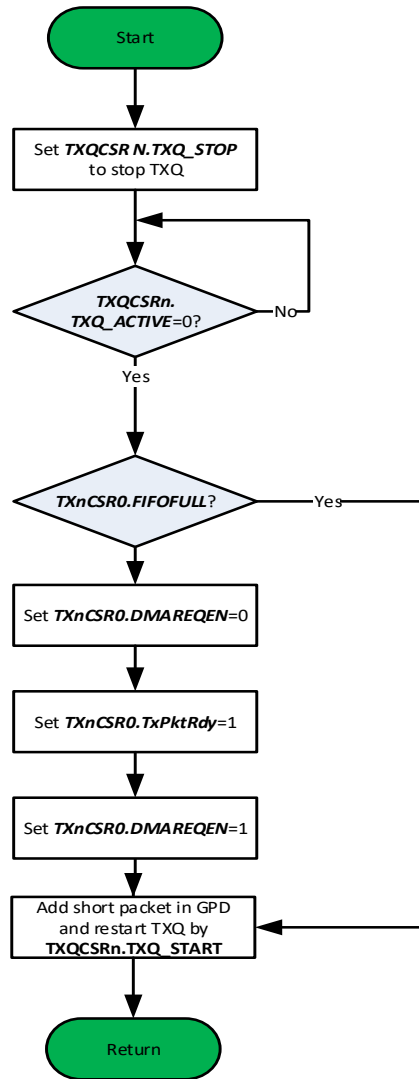 Start
Set TXQCSR N.TXQ_STOP
to stop TXQ
TXQCSRn.
TXQ_ACTIVE=0?
No
Yes
TXnCSR0.FIFOFULL?
Yes
Set TXnCSR0.DMAREQEN=0
Set TXnCSR0.TxPktRdy=1
Set TXnCSR0.DMAREQEN=1
Add short packet in GPD
and restart TXQ by
TXQCSRn.TXQ_START
Return